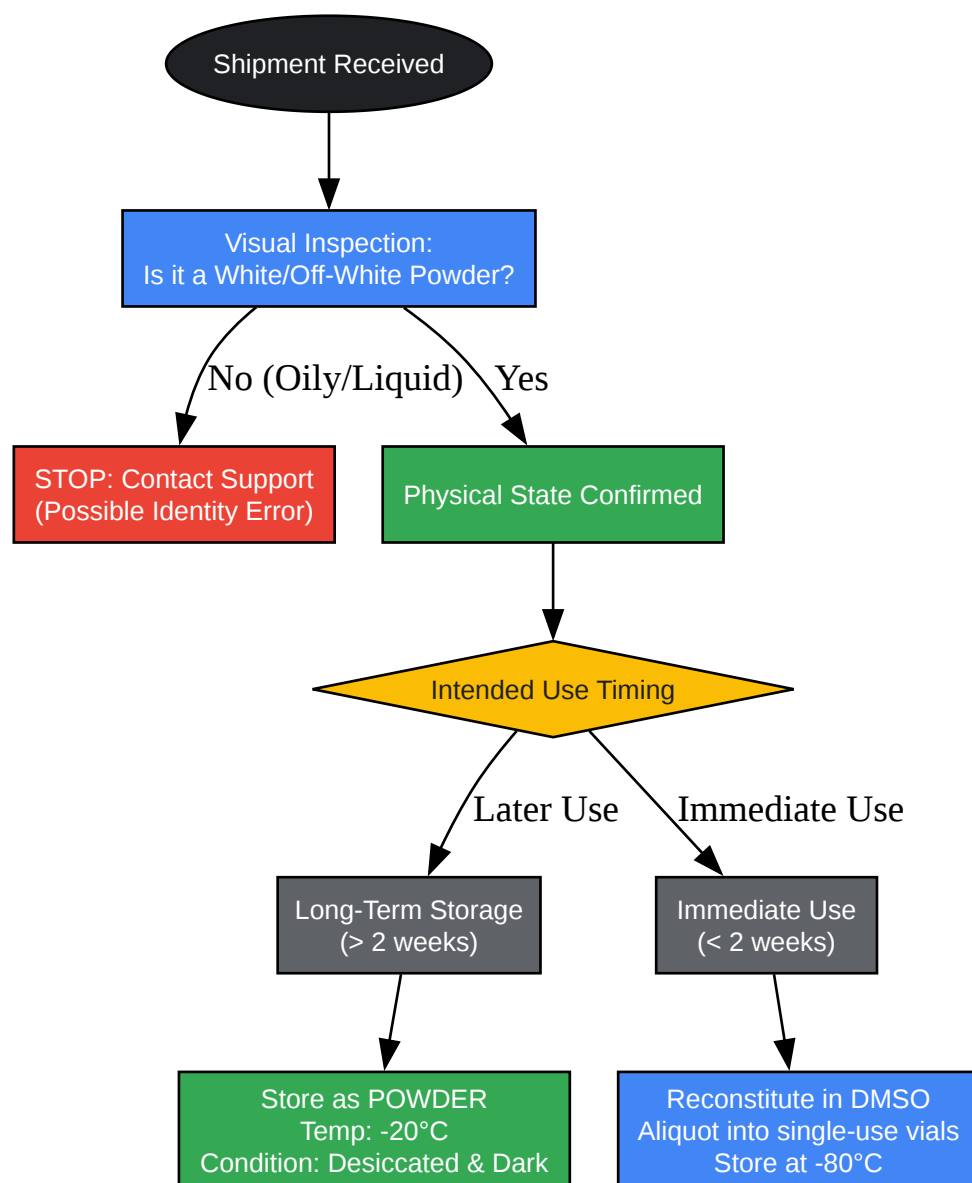 Shipment Received
Visual Inspection:
Is it a White/Off-White Powder?
No (Oily/Liquid)
Yes
STOP: Contact Support
(Possible Identity Error)
Physical State Confirmed
Intended Use Timing
Later Use
Immediate Use
Long-Term Storage
(> 2 weeks)
Immediate Use
(< 2 weeks)
Store as POWDER
Temp: -20°C
Condition: Desiccated & Dark
Reconstitute in DMSO
Aliquot into single-use vials
Store at -80°C